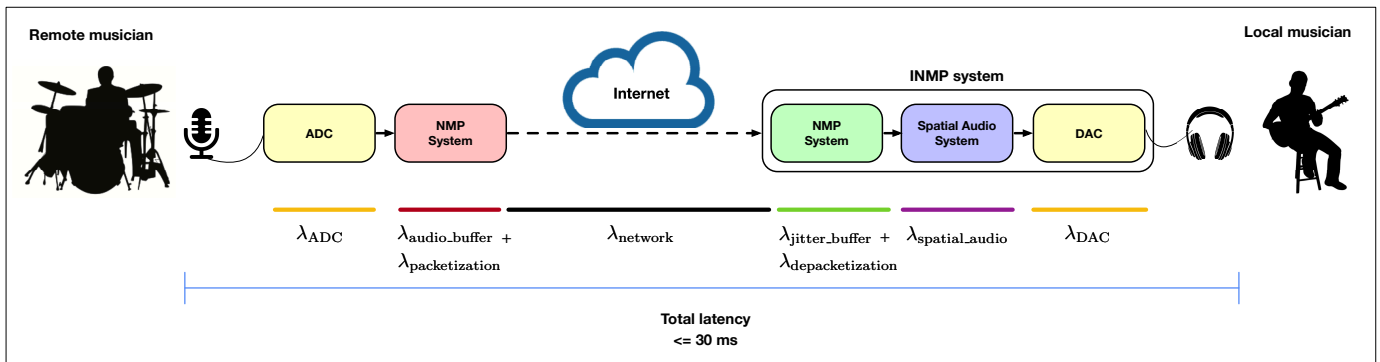 Remote musician
Local musician
INMP system
Internet
ADC
NMP
System
NMP
System
Spatial Audio
System
DAC
λADC
λaudio_buffer +
λpacketization
λnetwork
λjitter_buffer +
λdepacketization
λspatial_audio
λDAC
Total latency
<= 30 ms